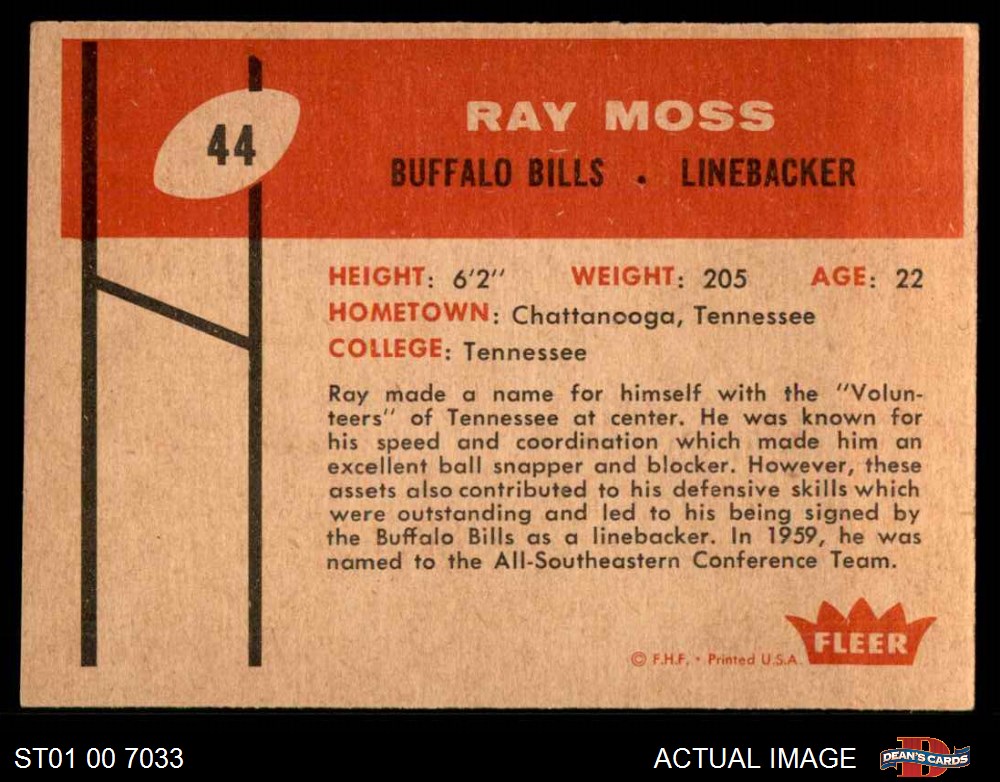 44
RAY MOSS
BUFFALO BILLS . LINEBACKER
HEIGHT: 6'2" WEIGHT: 205 AGE: 22
HOMETOWN: Chattanooga, Tennessee
COLLEGE: Tennessee
Ray made a name for himself with the "Volun-
teers" of Tennessee at center. He was known for
his speed and coordination which made him an
excellent ball snapper and blocker. However, these
assets also contributed to his defensive skills which
were outstanding and led to his being signed by
the Buffalo Bills as a linebacker. In 1959, he was
named to the All-Southeastern Conference Team.
FLEER
© F.H.F. • Printed U.S.A.
ST01 00 7033
ACTUAL IMAGE
D
DEAN'S CARDS